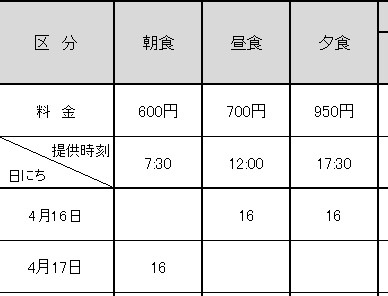 区 分 朝食 昼食 夕食
料 金 600円 700円 950円
提供時刻
日にち 7:30 12:00 17:30
4月16日 16 16
4月17日 16